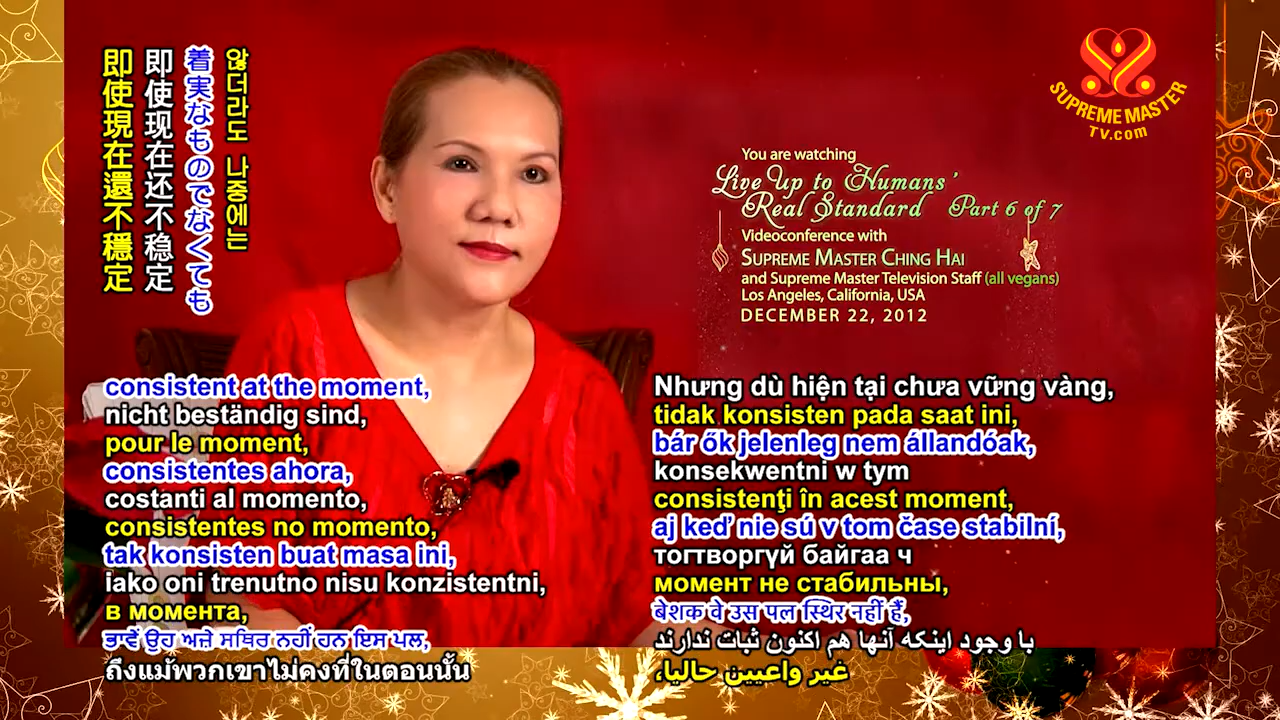 即使現在還不穩定
即使现在还不稳定
着実なものでなくても
않더라도 나중에는
SUPREME MASTER
TV.com
You are watching
Live Up to Humans'
Real Standard Part 6 of 7
Videoconference with
SUPREME MASTER CHING HAI
and Supreme Master Television Staff (all vegans)
Los Angeles, California, USA
DECEMBER 22, 2012
consistent at the moment,
nicht beständig sind,
pour le moment,
consistentes ahora,
costanti al momento,
consistentes no momento,
tak konsisten buat masa ini,
iako oni trenutno nisu konzistentni,
в момента,
ਭਾਵੇਂ ਉਹ ਅਜੇ ਸਥਿਰ ਨਹੀਂ ਹਨ ਇਸ ਪਲ,
ถึงแม้พวกเขาไม่คงที่ในตอนนั้น
Nhưng dù hiện tại chưa vững vàng,
tidak konsisten pada saat ini,
bár ők jelenleg nem állandóak,
konsekwentni w tym
consistenţi în acest moment,
aj keď nie sú v tom čase stabilní,
тогтворгүй байгаа ч
момент не стабильны,
बेशक वे उस पल स्थिर नहीं हैं,
با وجود اینکه آنها هم اکنون ثبات ندارند
غير واعيين حاليا،